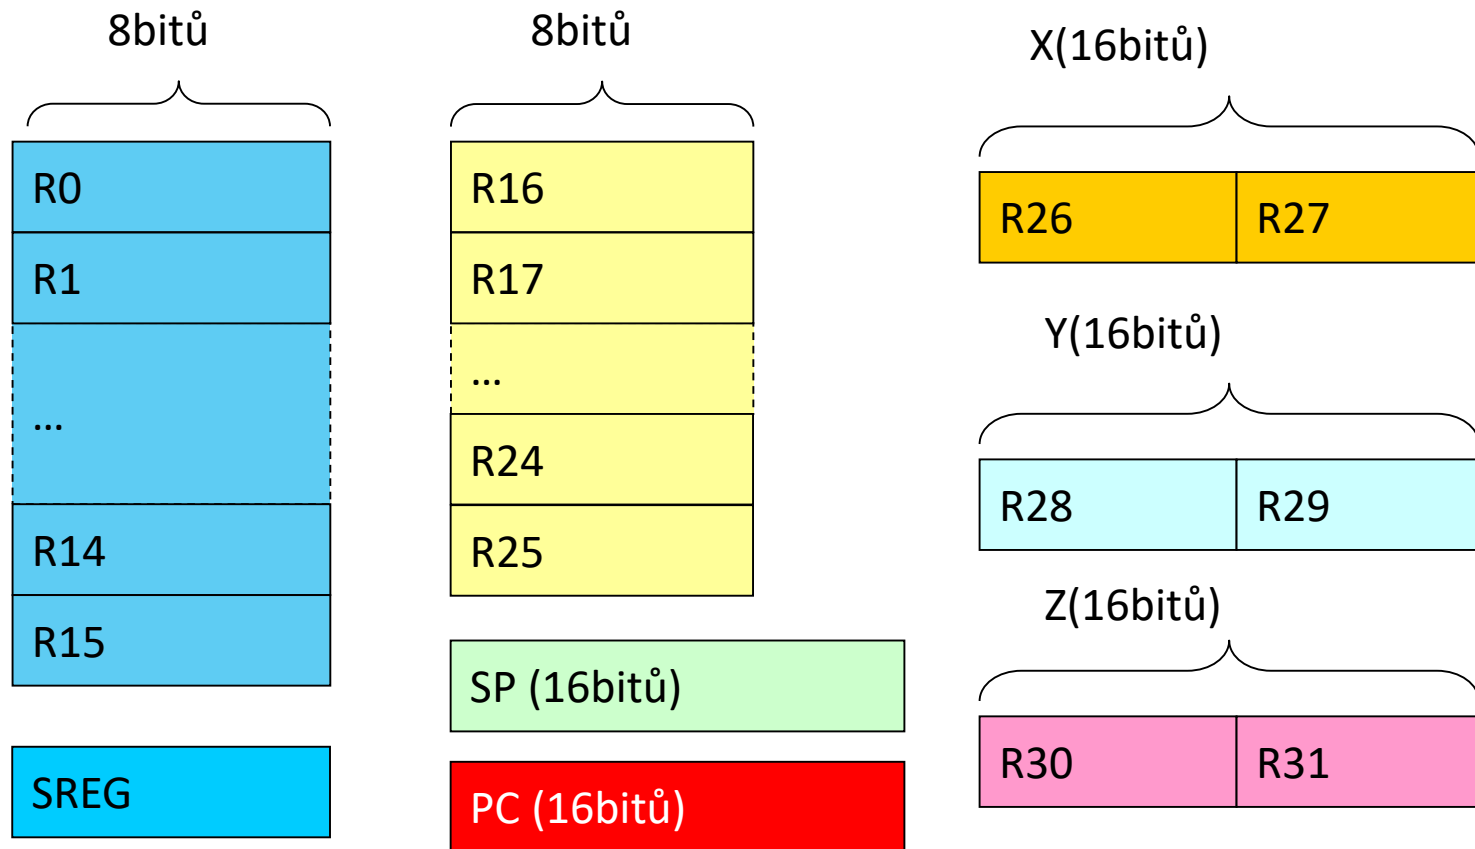 8bitů
R0
R1
...
R14
R15
SREG
8bitů
R16
R17
...
R24
R25
SP (16bitů)
PC (16bitů)
X(16bitů)
R26 R27
Y(16bitů)
R28 R29
Z(16bitů)
R30 R31